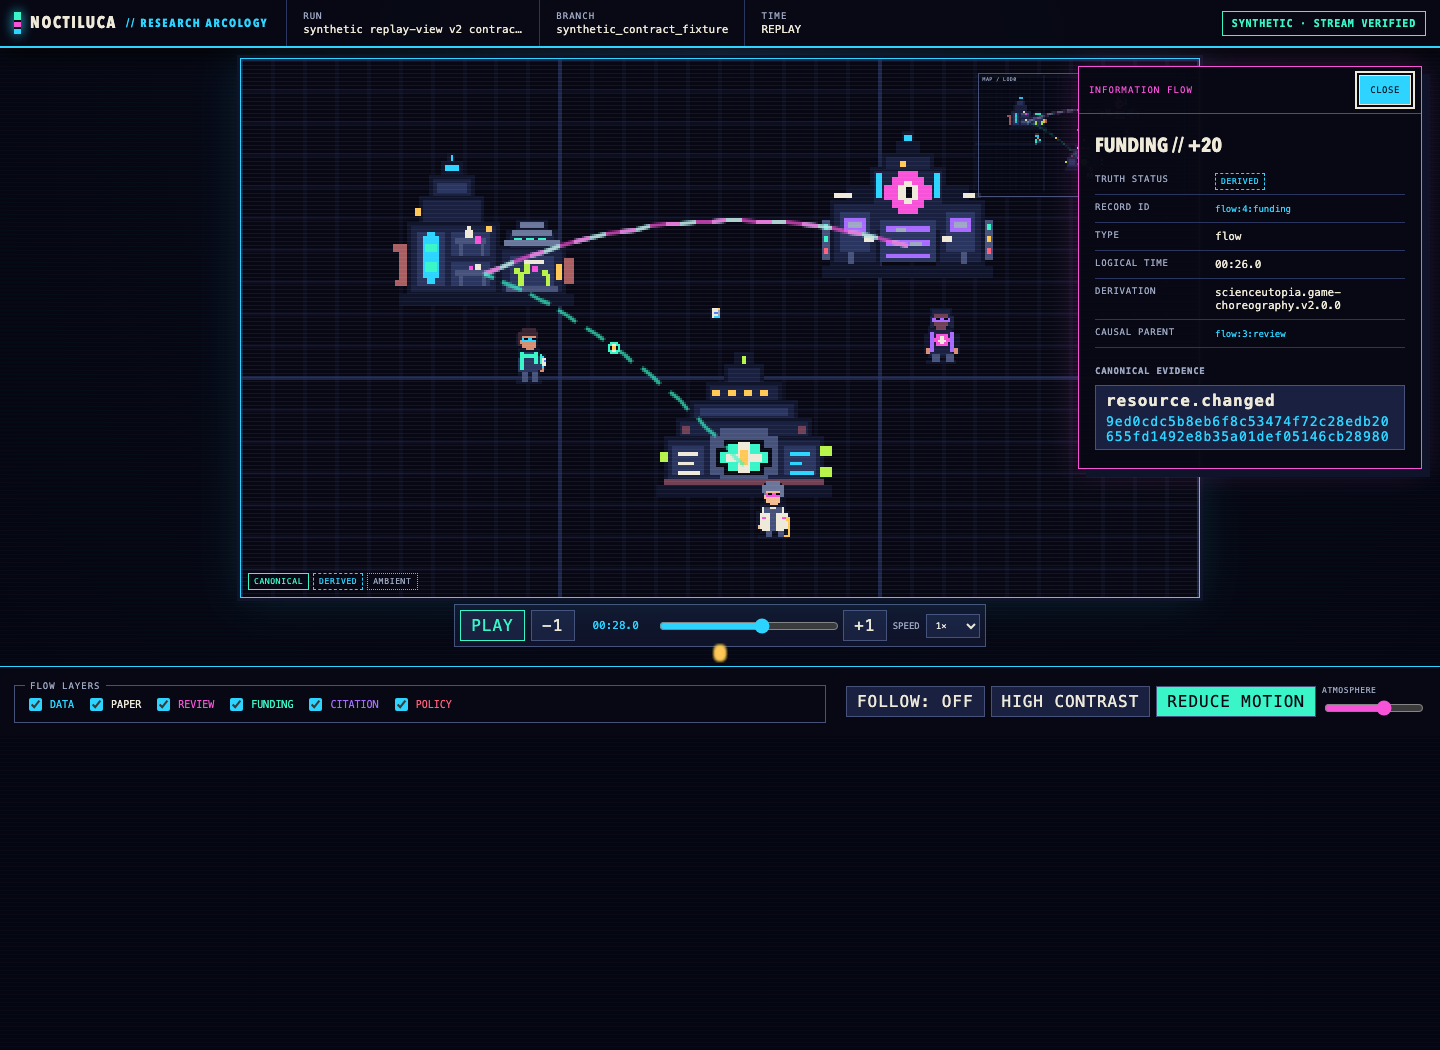 NOCTILUCA // RESEARCH ARCOLOGY
RUN
synthetic replay-view v2 contrac…
BRANCH
synthetic_contract_fixture
TIME
REPLAY
SYNTHETIC · STREAM VERIFIED
MAP / LOD0
INFORMATION FLOW
CLOSE
FUNDING // +20
TRUTH STATUS DERIVED
RECORD ID flow:4:funding
TYPE flow
LOGICAL TIME 00:26.0
DERIVATION scienceutopia.game-
choreography.v2.0.0
CAUSAL PARENT flow:3:review
CANONICAL EVIDENCE
resource.changed
9ed0cdc5b8eb6f8c53474f72c28edb20
655fd1492e8b35a01def05146cb28980
CANONICAL DERIVED AMBIENT
PLAY −1 00:28.0 +1 SPEED 1×
FLOW LAYERS
DATA PAPER REVIEW FUNDING CITATION POLICY
FOLLOW: OFF HIGH CONTRAST REDUCE MOTION
ATMOSPHERE